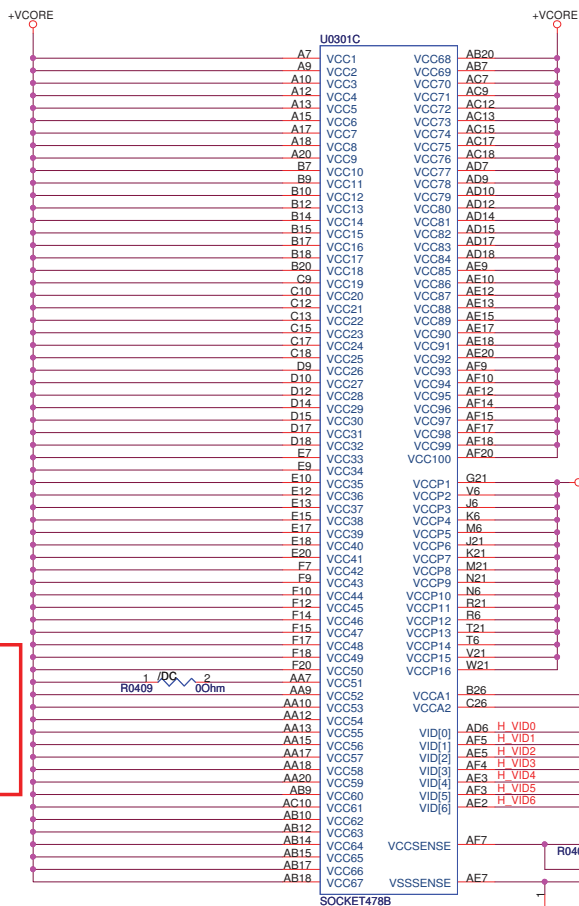 +VCORE +VCORE
U0301C
A7 VCC1 VCC68 AB20
A9 VCC2 VCC69 AB7
A10 VCC3 VCC70 AC7
A12 VCC4 VCC71 AC9
A13 VCC5 VCC72 AC12
A15 VCC6 VCC73 AC13
A17 VCC7 VCC74 AC15
A18 VCC8 VCC75 AC17
A20 VCC9 VCC76 AC18
B7 VCC10 VCC77 AD7
B9 VCC11 VCC78 AD9
B10 VCC12 VCC79 AD10
B12 VCC13 VCC80 AD12
B14 VCC14 VCC81 AD14
B15 VCC15 VCC82 AD15
B17 VCC16 VCC83 AD17
B18 VCC17 VCC84 AD18
B20 VCC18 VCC85 AE9
C9 VCC19 VCC86 AE10
C10 VCC20 VCC87 AE12
C12 VCC21 VCC88 AE13
C13 VCC22 VCC89 AE15
C15 VCC23 VCC90 AE17
C17 VCC24 VCC91 AE18
C18 VCC25 VCC92 AE20
D9 VCC26 VCC93 AF9
D10 VCC27 VCC94 AF10
D12 VCC28 VCC95 AF12
D14 VCC29 VCC96 AF14
D15 VCC30 VCC97 AF15
D17 VCC31 VCC98 AF17
D18 VCC32 VCC99 AF18
E7 VCC33 VCC100 AF20
E9 VCC34
E10 VCC35 VCCP1 G21
E12 VCC36 VCCP2 V6
E13 VCC37 VCCP3 J6
E15 VCC38 VCCP4 K6
E17 VCC39 VCCP5 M6
E18 VCC40 VCCP6 J21
E20 VCC41 VCCP7 K21
F7 VCC42 VCCP8 M21
F9 VCC43 VCCP9 N21
F10 VCC44 VCCP10 N6
F12 VCC45 VCCP11 R21
F14 VCC46 VCCP12 R6
F15 VCC47 VCCP13 T21
F17 VCC48 VCCP14 T6
F18 VCC49 VCCP15 V21
F20 VCC50 VCCP16 W21
1 /DC 2 AA7 VCC51
R0409 0Ohm AA9 VCC52 VCCA1 B26
AA10 VCC53 VCCA2 C26
AA12 VCC54
AA13 VCC55 VID[0] AD6 H_VID0
AA15 VCC56 VID[1] AF5 H_VID1
AA17 VCC57 VID[2] AE5 H_VID2
AA18 VCC58 VID[3] AF4 H_VID3
AA20 VCC59 VID[4] AE3 H_VID4
AB9 VCC60 VID[5] AF3 H_VID5
AC10 VCC61 VID[6] AE2 H_VID6
AB10 VCC62
AB12 VCC63
AB14 VCC64 VCCSENSE AF7
AB15 VCC65 R040
AB17 VCC66
AB18 VCC67 VSSSENSE AE7
1
SOCKET478B